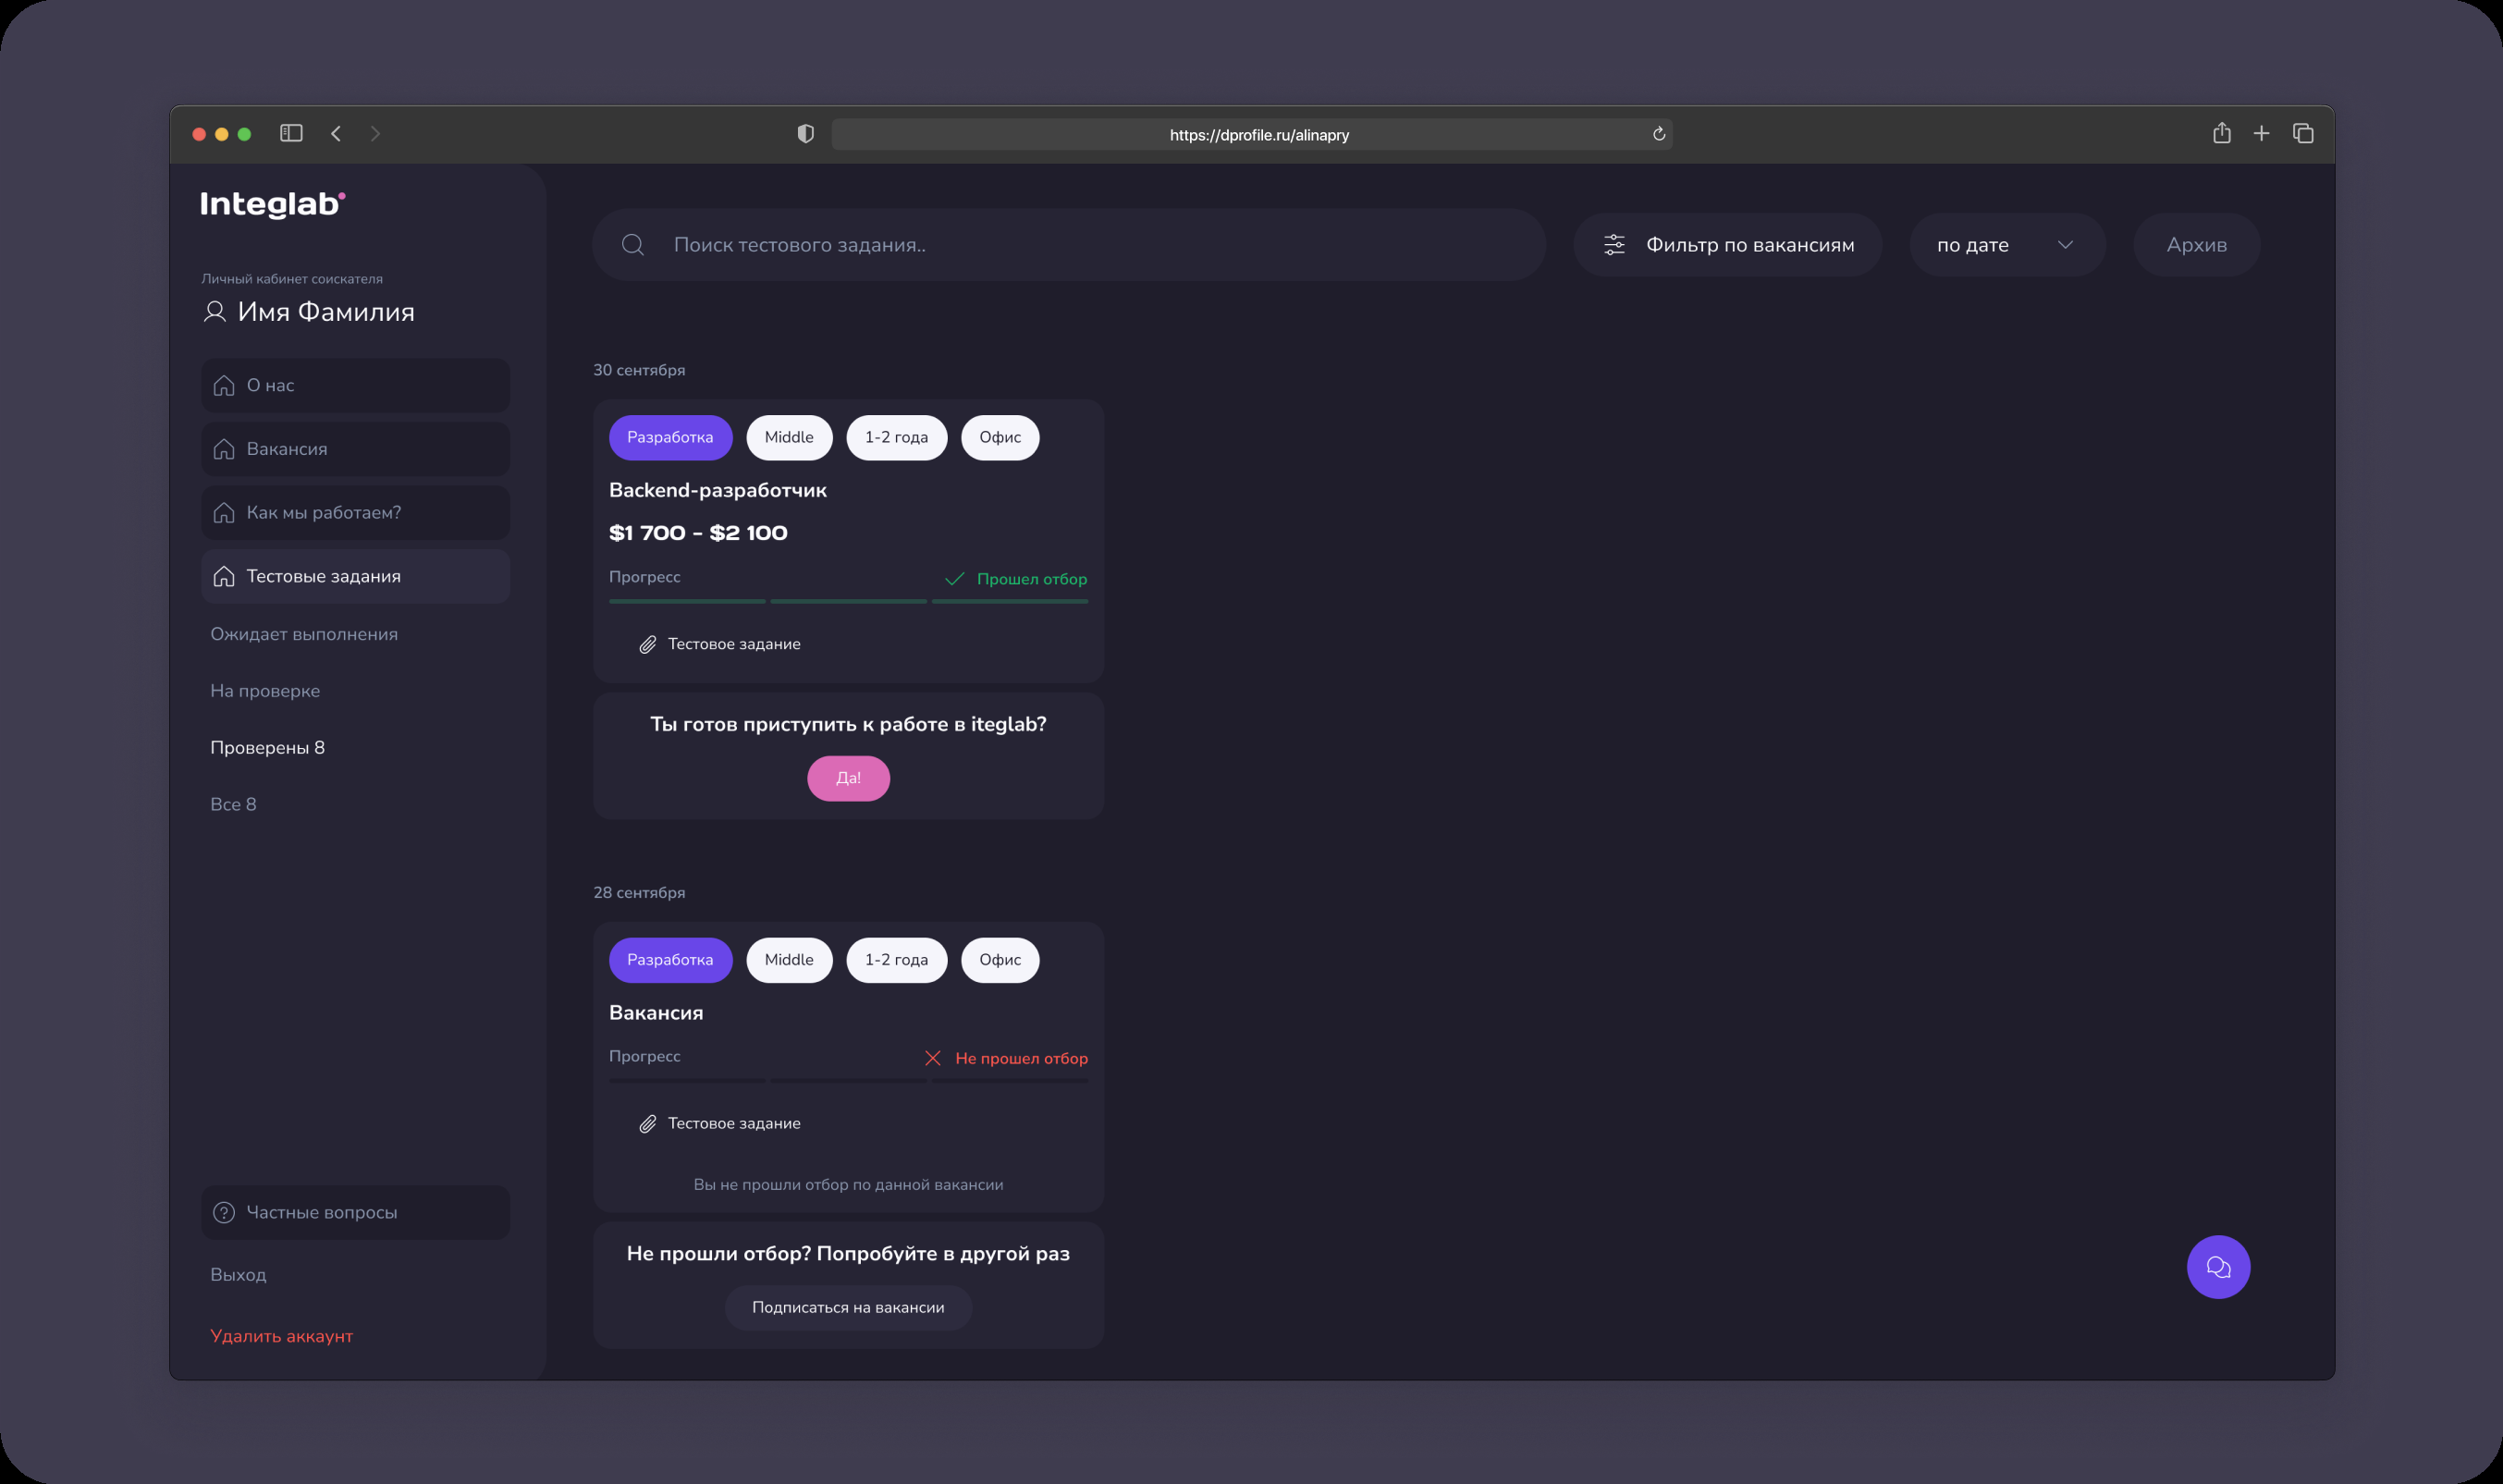 https://dprofile.ru/alinapry
Integlab
Личный кабинет соискателя
Имя Фамилия
О нас
Вакансия
Как мы работаем?
Тестовые задания
Ожидает выполнения
На проверке
Проверены 8
Все 8
Частные вопросы
Выход
Удалить аккаунт
Поиск тестового задания..
Фильтр по вакансиям
по дате
Архив
30 сентября
Разработка Middle 1-2 года Офис
Backend-разработчик
$1 700 - $2 100
Прогресс Прошел отбор
Тестовое задание
Ты готов приступить к работе в iteglab?
Да!
28 сентября
Разработка Middle 1-2 года Офис
Вакансия
Прогресс Не прошел отбор
Тестовое задание
Вы не прошли отбор по данной вакансии
Не прошли отбор? Попробуйте в другой раз
Подписаться на вакансии